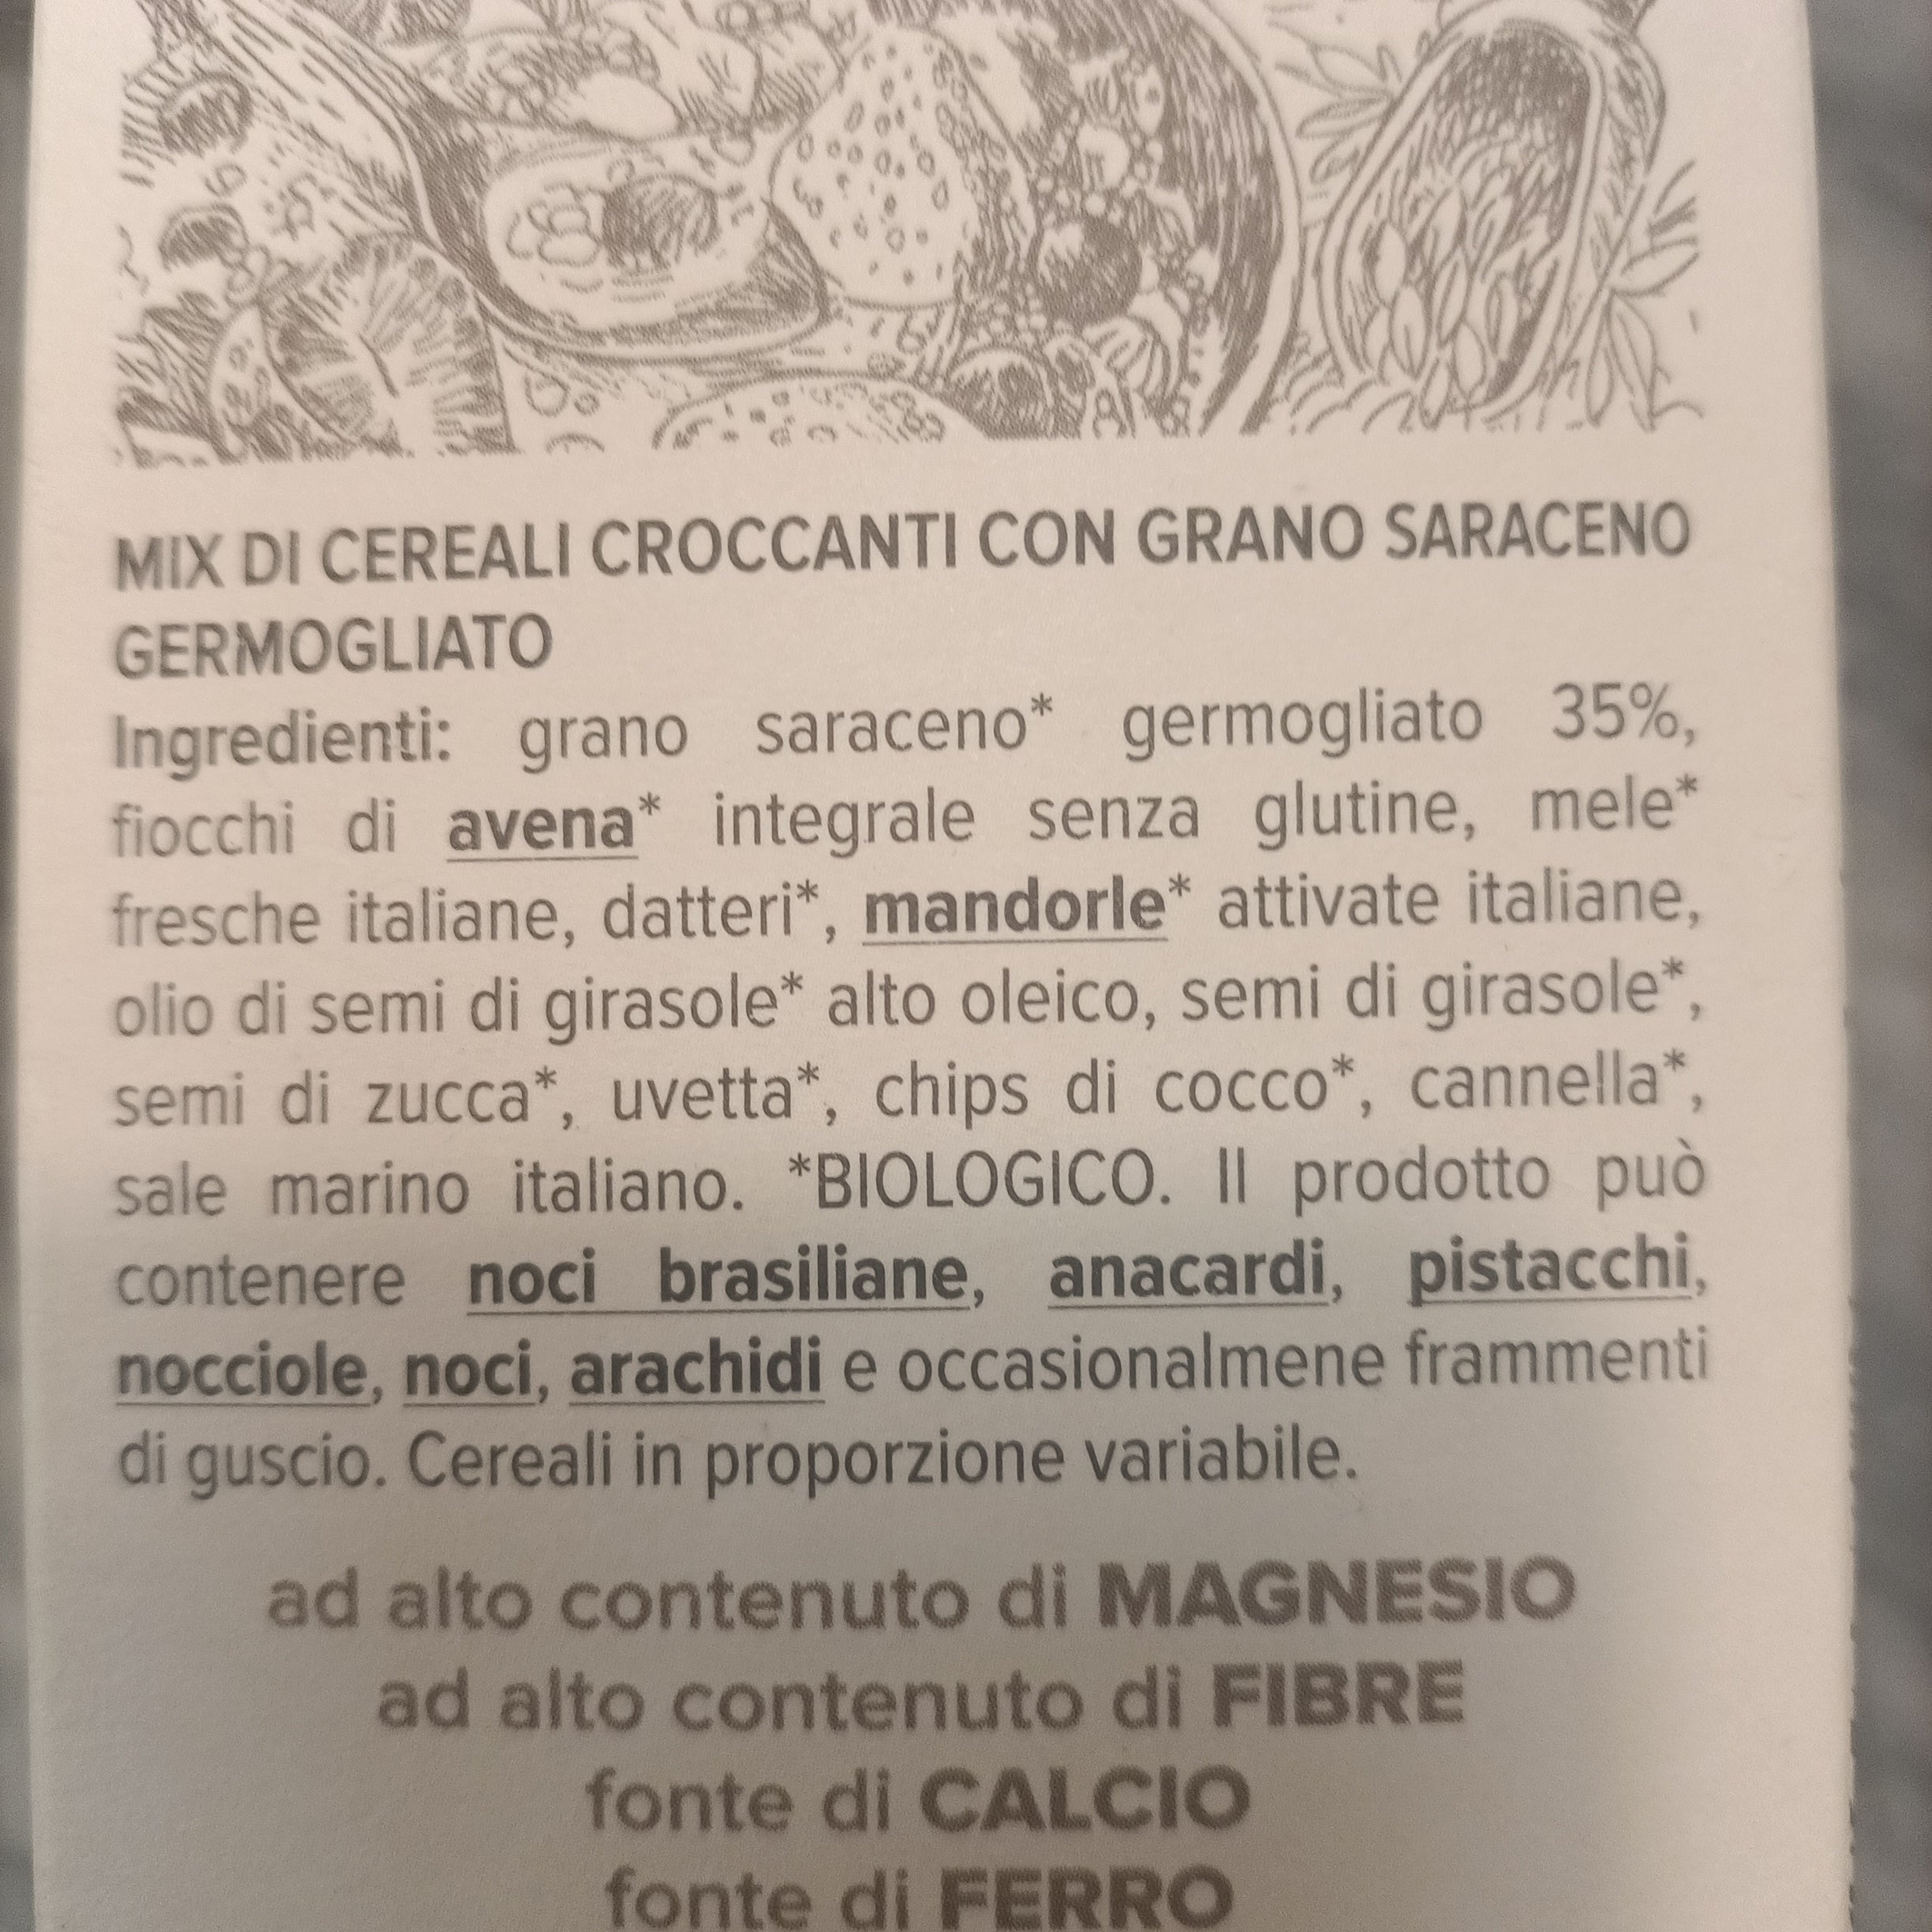 MIX DI CEREALI CROCCANTI CON GRANO SARACENO
GERMOGLIATO
Ingredienti: grano saraceno* germogliato 35%,
fiocchi di avena* integrale senza glutine, mele*
fresche italiane, datteri*, mandorle* attivate italiane,
olio di semi di girasole* alto oleico, semi di girasole*,
semi di zucca*, uvetta*, chips di cocco*, cannella*,
sale marino italiano. *BIOLOGICO. Il prodotto può
contenere noci brasiliane, anacardi, pistacchi,
nocciole, noci, arachidi e occasionalmene frammenti
di guscio. Cereali in proporzione variabile.
ad alto contenuto di MAGNESIO
ad alto contenuto di FIBRE
fonte di CALCIO
fonte di FERRO